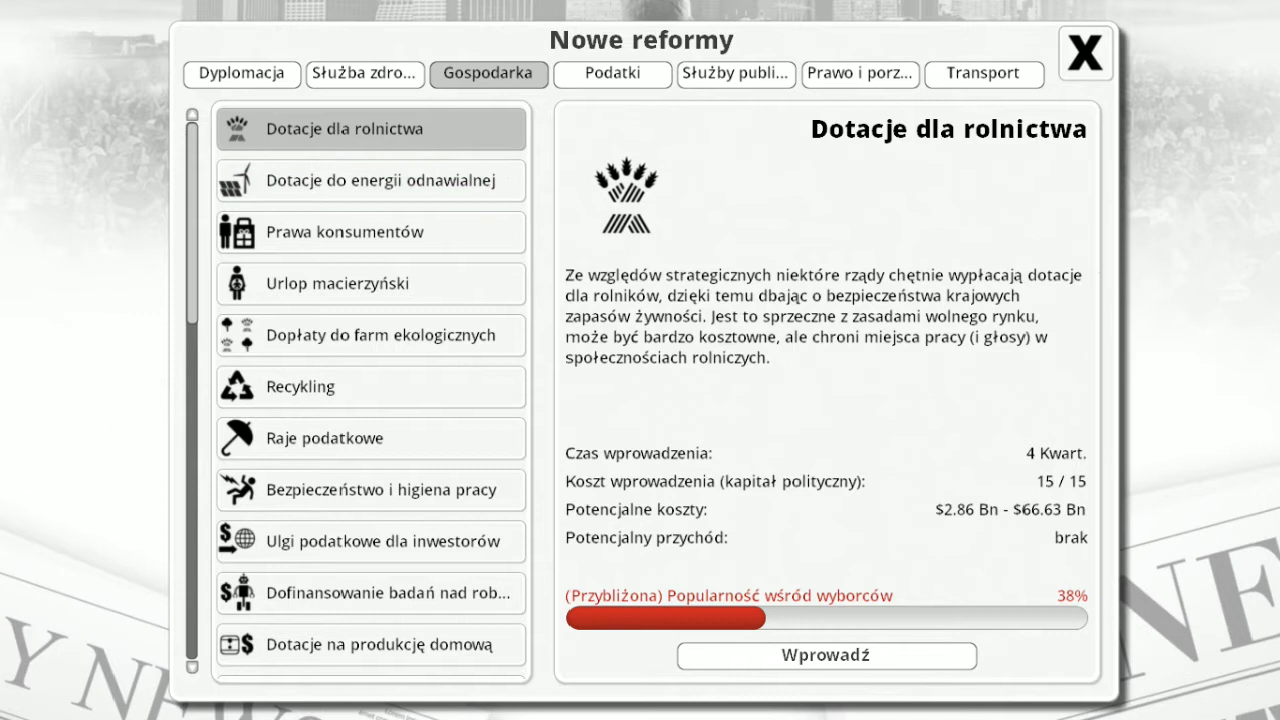 Nowe reformy
X
Dyplomacja
Służba zdro...
Gospodarka
Podatki
Służby publi...
Prawo i porz...
Transport
Dotacje dla rolnictwa
Dotacje do energii odnawialnej
Prawa konsumentów
Urlop macierzyński
Dopłaty do farm ekologicznych
Recykling
Raje podatkowe
Bezpieczeństwo i higiena pracy
Ulgi podatkowe dla inwestorów
Dofinansowanie badań nad rob...
Dotacje na produkcję domową
Dotacje dla rolnictwa
Ze względów strategicznych niektóre rządy chętnie wypłacają dotacje
dla rolników, dzięki temu dbając o bezpieczeństwa krajowych
zapasów żywności. Jest to sprzeczne z zasadami wolnego rynku,
może być bardzo kosztowne, ale chroni miejsca pracy (i głosy) w
społecznościach rolniczych.
Czas wprowadzenia: 4 Kwart.
Koszt wprowadzenia (kapitał polityczny): 15 / 15
Potencjalne koszty: $2.86 Bn - $66.63 Bn
Potencjalny przychód: brak
(Przybliżona) Popularność wśród wyborców 38%
Wprowadź
Y NEWS
NE